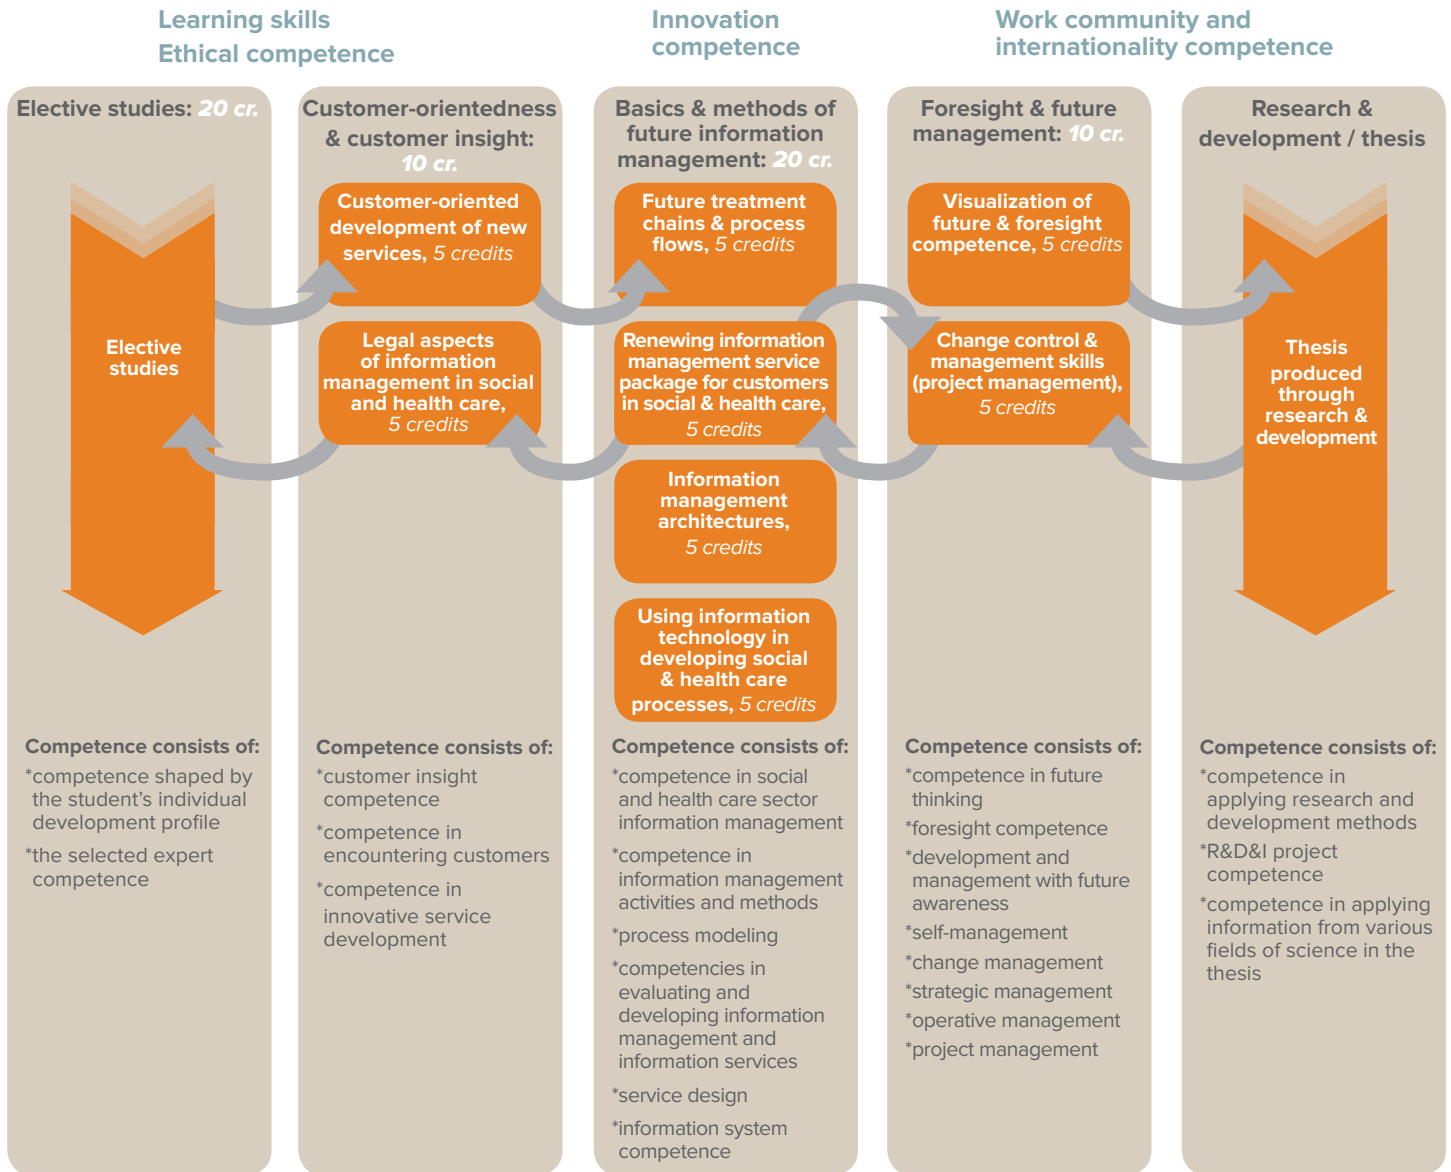 Learning skills
Ethical competence
Innovation
competence
Work community and
internationality competence
Elective studies: 20 cr.
Elective
studies
Competence consists of:
*competence shaped by
the student's individual
development profile
*the selected expert
competence
Customer-orientedness
& customer insight:
10 cr.
Customer-oriented
development of new
services, 5 credits
Legal aspects
of information
management in social
and health care,
5 credits
Competence consists of:
*customer insight
competence
*competence in
encountering customers
*competence in
innovative service
development
Basics & methods of
future information
management: 20 cr.
Future treatment
chains & process
flows, 5 credits
Renewing information
management service
package for customers
in social & health care,
5 credits
Information
management
architectures,
5 credits
Using information
technology in
developing social
& health care
processes, 5 credits
Competence consists of:
*competence in social
and health care sector
information management
*competence in
information management
activities and methods
*process modeling
*competencies in
evaluating and
developing information
management and
information services
*service design
*information system
competence
Foresight & future
management: 10 cr.
Visualization of
future & foresight
competence, 5 credits
Change control &
management skills
(project management),
5 credits
Competence consists of:
*competence in future
thinking
*foresight competence
*development and
management with future
awareness
*self-management
*change management
*strategic management
*operative management
*project management
Research &
development / thesis
Thesis
produced
through
research &
development
Competence consists of:
*competence in
applying research and
development methods
*R&D&I project
competence
*competence in applying
information from various
fields of science in the
thesis